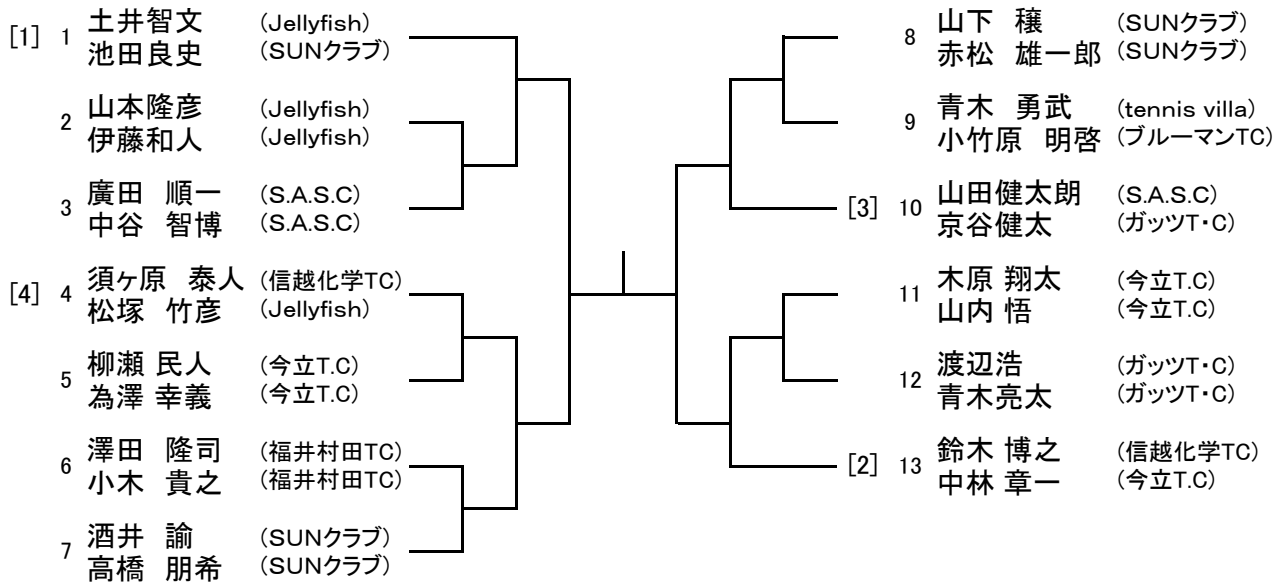 [1] 1 土井智文 (Jellyfish)
池田良史 (SUNクラブ)
2 山本隆彦 (Jellyfish)
伊藤和人 (Jellyfish)
3 廣田 順一 (S.A.S.C)
中谷 智博 (S.A.S.C)
[4] 4 須ヶ原 泰人 (信越化学TC)
松塚 竹彦 (Jellyfish)
5 柳瀬 民人 (今立T.C)
為澤 幸義 (今立T.C)
6 澤田 隆司 (福井村田TC)
小木 貴之 (福井村田TC)
7 酒井 諭 (SUNクラブ)
高橋 朋希 (SUNクラブ)
8 山下 穣 (SUNクラブ)
赤松 雄一郎 (SUNクラブ)
9 青木 勇武 (tennis villa)
小竹原 明啓 (ブルーマンTC)
[3] 10 山田健太朗 (S.A.S.C)
京谷健太 (ガッツT・C)
11 木原 翔太 (今立T.C)
山内 悟 (今立T.C)
12 渡辺浩 (ガッツT・C)
青木亮太 (ガッツT・C)
[2] 13 鈴木 博之 (信越化学TC)
中林 章一 (今立T.C)